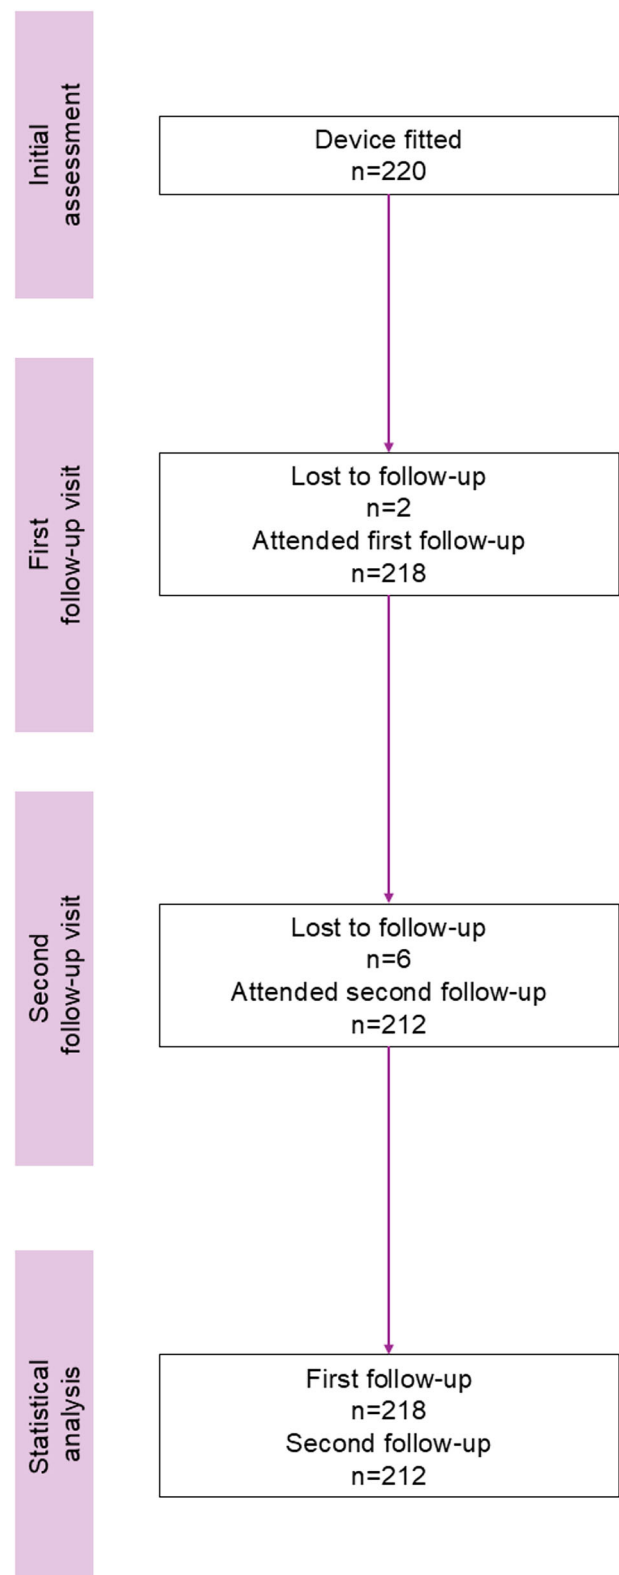 Initial
assessment
Device fitted
n=220
First
follow-up visit
Lost to follow-up
n=2
Attended first follow-up
n=218
Second
follow-up visit
Lost to follow-up
n=6
Attended second follow-up
n=212
Statistical
analysis
First follow-up
n=218
Second follow-up
n=212